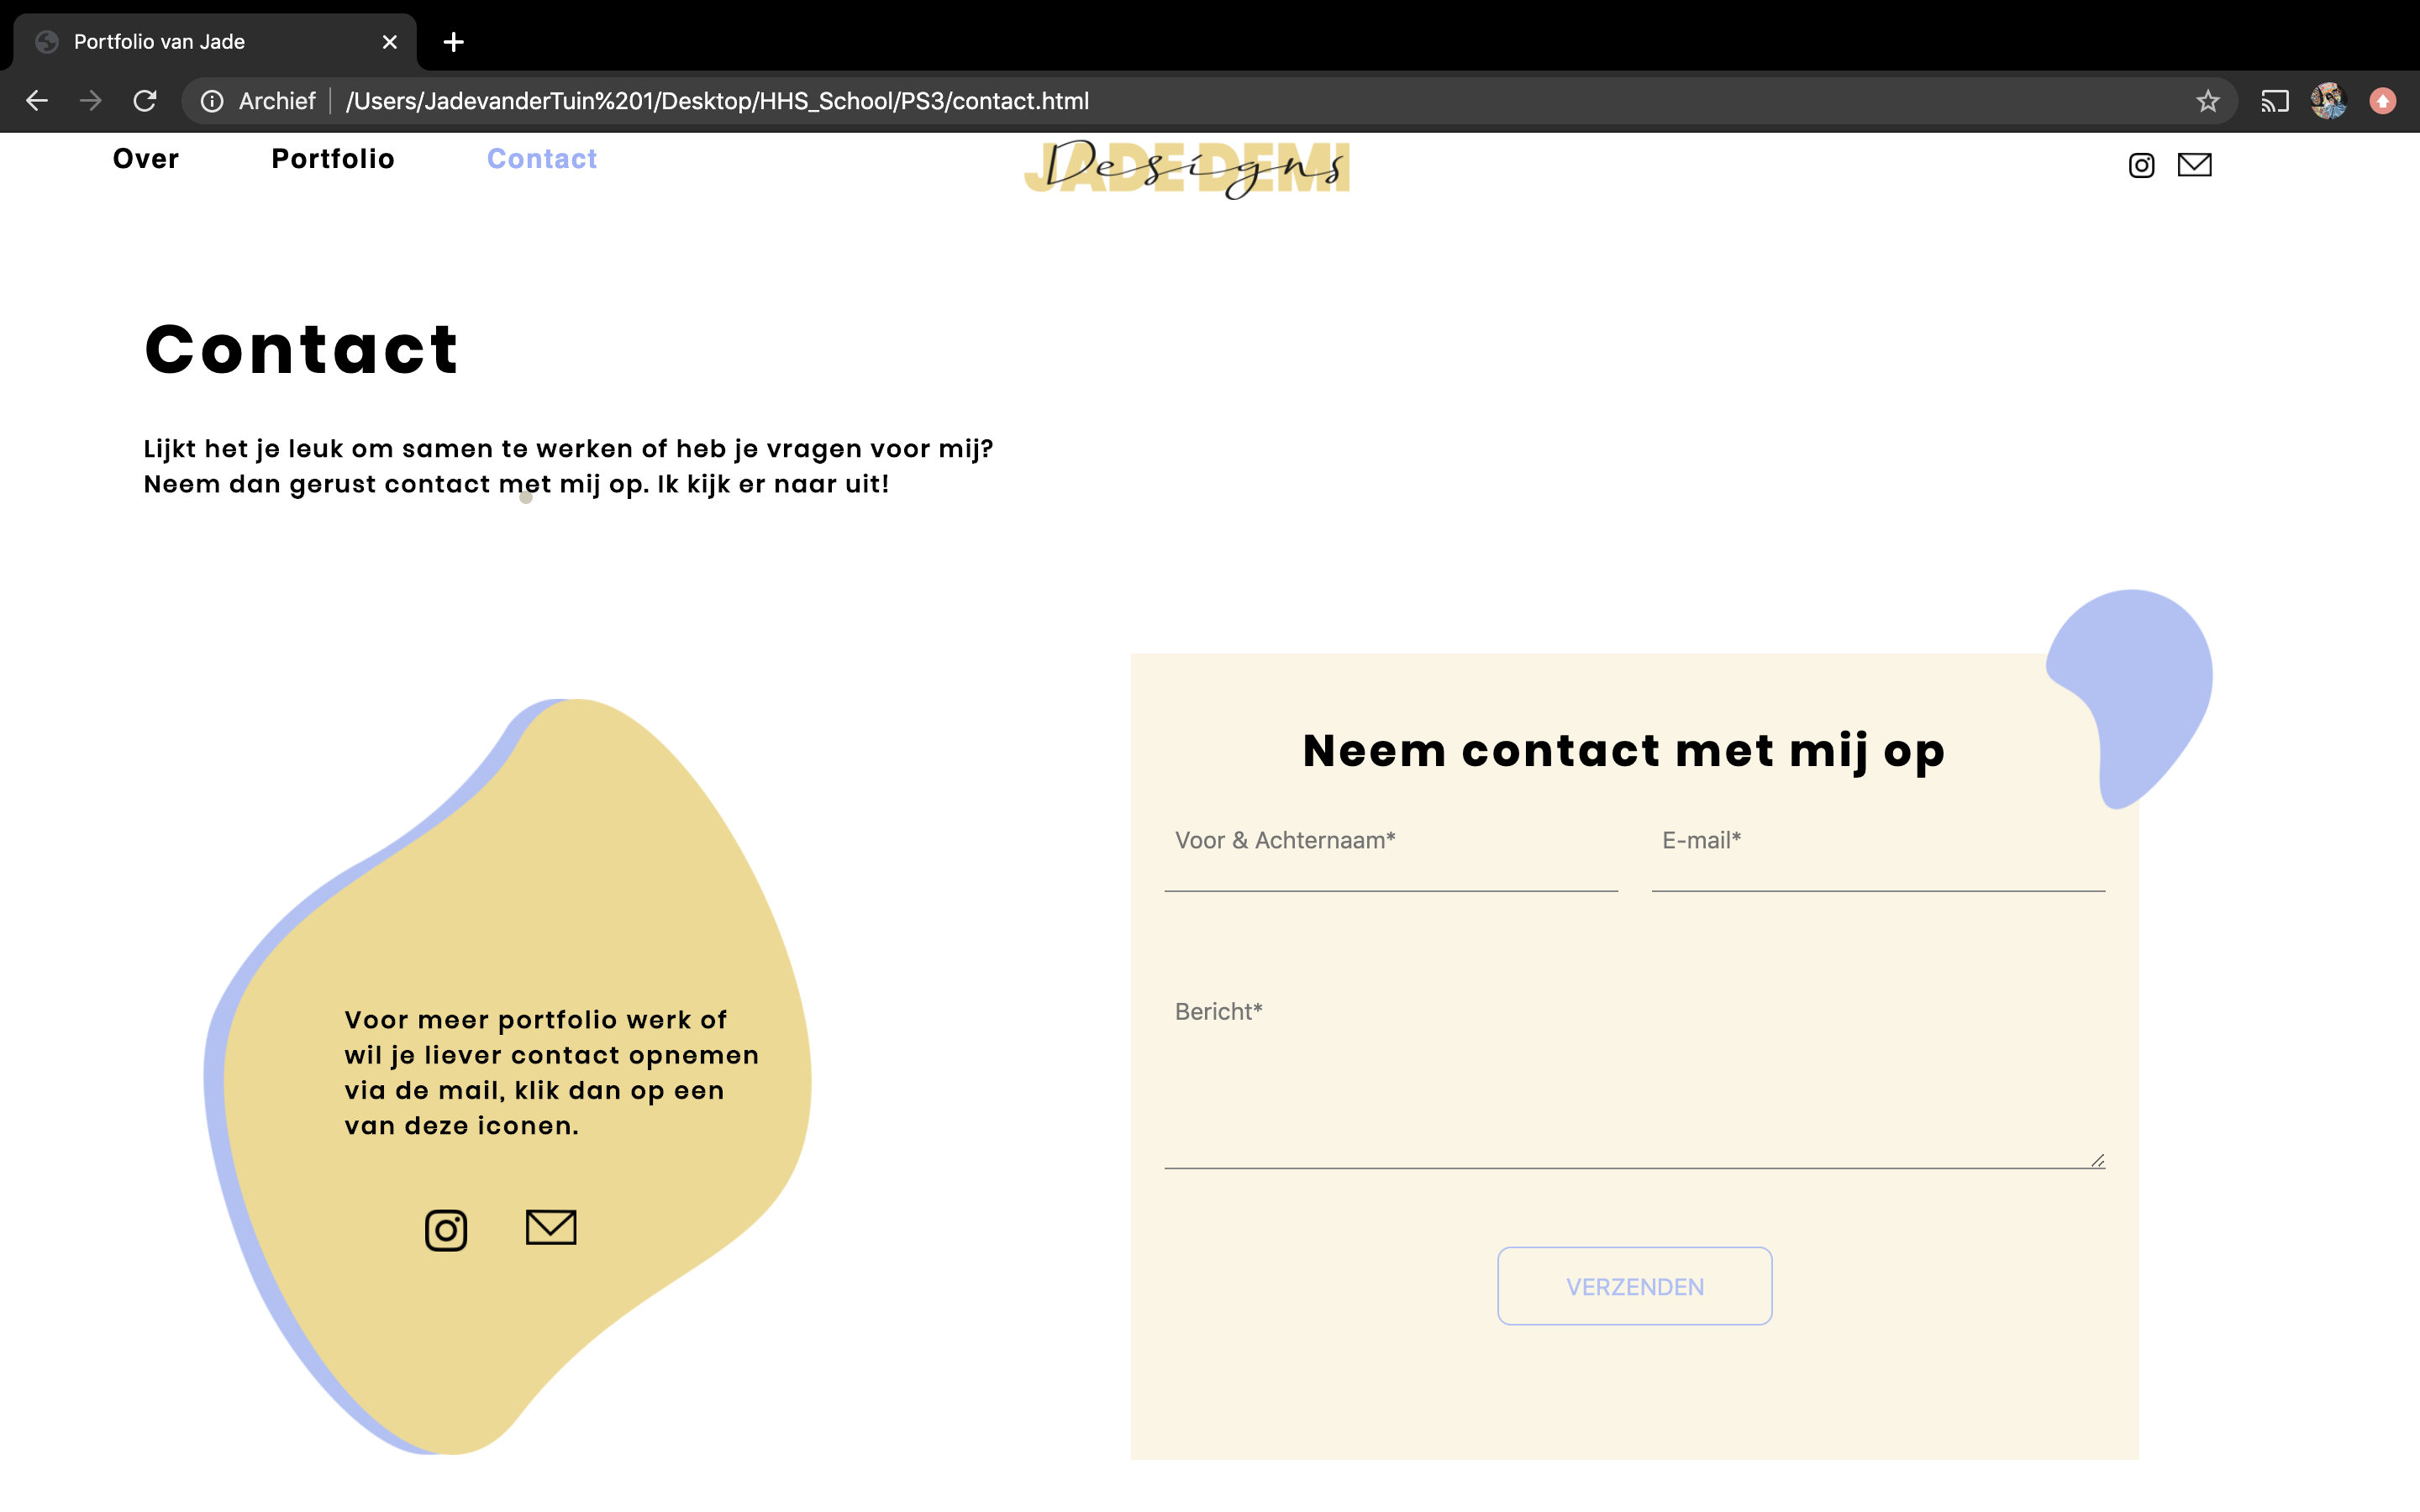 Portfolio van Jade
Archief | /Users/JadevanderTuin%201/Desktop/HHS_School/PS3/contact.html
Over Portfolio Contact
JADE DEMI
Designs
Contact
Lijkt het je leuk om samen te werken of heb je vragen voor mij?
Neem dan gerust contact met mij op. Ik kijk er naar uit!
Voor meer portfolio werk of
wil je liever contact opnemen
via de mail, klik dan op een
van deze iconen.
Neem contact met mij op
Voor & Achternaam* E-mail*
Bericht*
VERZENDEN